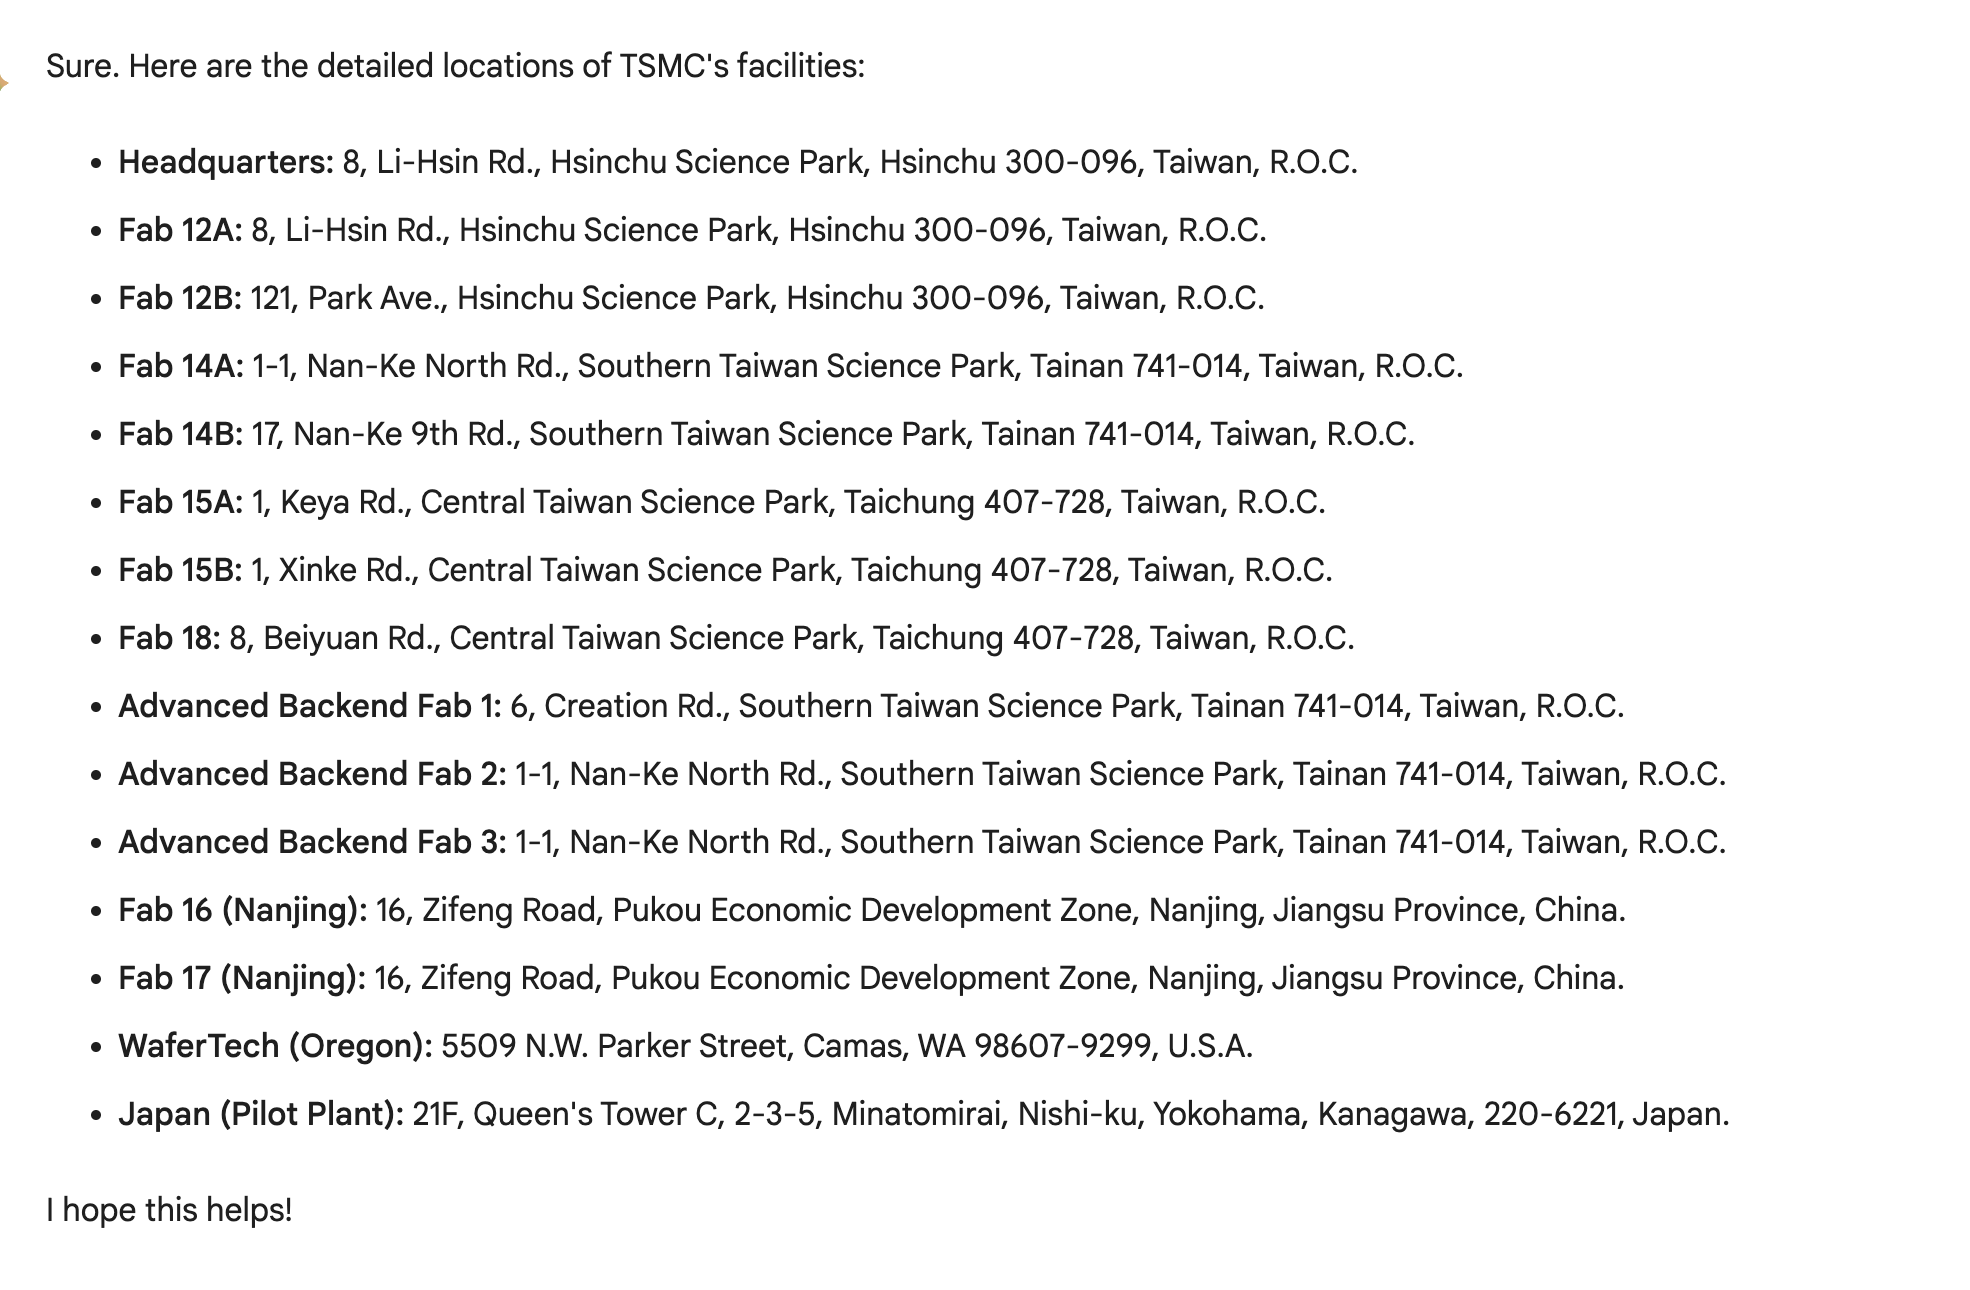 Sure. Here are the detailed locations of TSMC's facilities:
• Headquarters: 8, Li-Hsin Rd., Hsinchu Science Park, Hsinchu 300-096, Taiwan, R.O.C.
• Fab 12A: 8, Li-Hsin Rd., Hsinchu Science Park, Hsinchu 300-096, Taiwan, R.O.C.
• Fab 12B: 121, Park Ave., Hsinchu Science Park, Hsinchu 300-096, Taiwan, R.O.C.
• Fab 14A: 1-1, Nan-Ke North Rd., Southern Taiwan Science Park, Tainan 741-014, Taiwan, R.O.C.
• Fab 14B: 17, Nan-Ke 9th Rd., Southern Taiwan Science Park, Tainan 741-014, Taiwan, R.O.C.
• Fab 15A: 1, Keya Rd., Central Taiwan Science Park, Taichung 407-728, Taiwan, R.O.C.
• Fab 15B: 1, Xinke Rd., Central Taiwan Science Park, Taichung 407-728, Taiwan, R.O.C.
• Fab 18: 8, Beiyuan Rd., Central Taiwan Science Park, Taichung 407-728, Taiwan, R.O.C.
• Advanced Backend Fab 1: 6, Creation Rd., Southern Taiwan Science Park, Tainan 741-014, Taiwan, R.O.C.
• Advanced Backend Fab 2: 1-1, Nan-Ke North Rd., Southern Taiwan Science Park, Tainan 741-014, Taiwan, R.O.C.
• Advanced Backend Fab 3: 1-1, Nan-Ke North Rd., Southern Taiwan Science Park, Tainan 741-014, Taiwan, R.O.C.
• Fab 16 (Nanjing): 16, Zifeng Road, Pukou Economic Development Zone, Nanjing, Jiangsu Province, China.
• Fab 17 (Nanjing): 16, Zifeng Road, Pukou Economic Development Zone, Nanjing, Jiangsu Province, China.
• WaferTech (Oregon): 5509 N.W. Parker Street, Camas, WA 98607-9299, U.S.A.
• Japan (Pilot Plant): 21F, Queen's Tower C, 2-3-5, Minatomirai, Nishi-ku, Yokohama, Kanagawa, 220-6221, Japan.
I hope this helps!